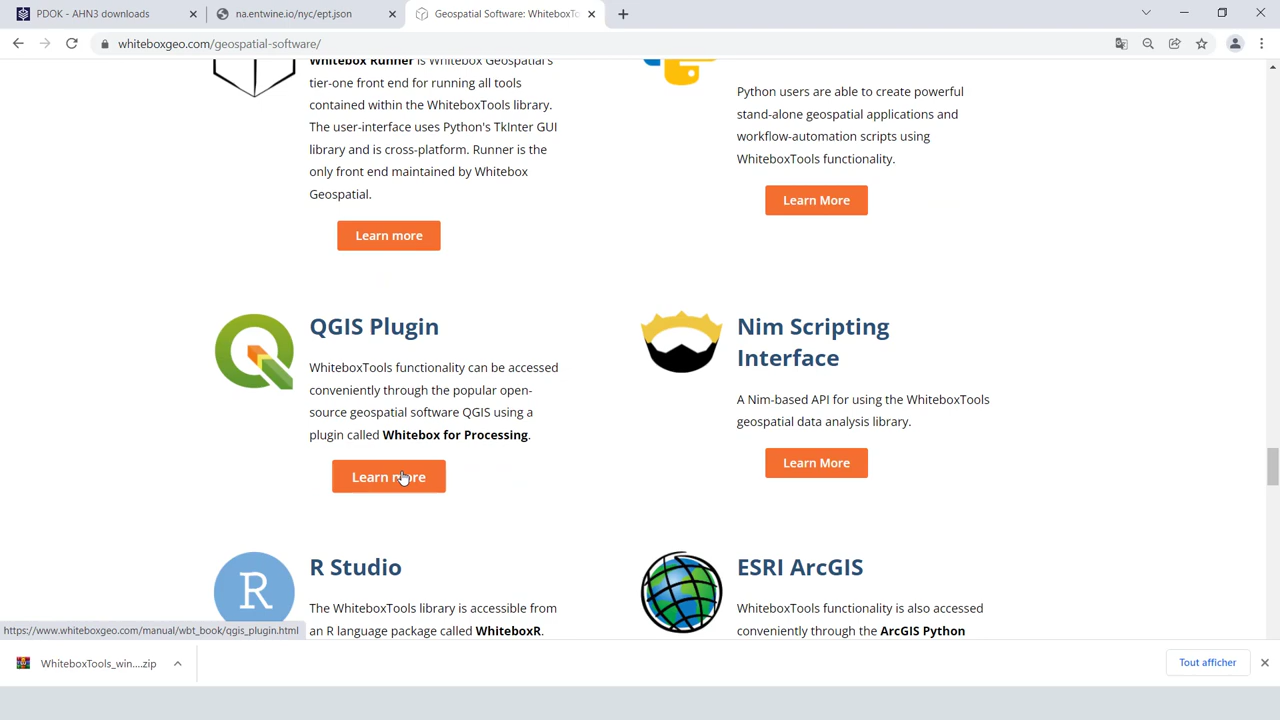 PDOK - AHN3 downloads
na.entwine.io/nyc/ept.json
Geospatial Software: WhiteboxTo
whiteboxgeo.com/geospatial-software/
Whitebox Runner is Whitebox Geospatial's
tier-one front end for running all tools
contained within the WhiteboxTools library.
The user-interface uses Python's TkInter GUI
library and is cross-platform. Runner is the
only front end maintained by Whitebox
Geospatial.
Learn more
Python users are able to create powerful
stand-alone geospatial applications and
workflow-automation scripts using
WhiteboxTools functionality.
Learn More
QGIS Plugin
WhiteboxTools functionality can be accessed
conveniently through the popular open-
source geospatial software QGIS using a
plugin called Whitebox for Processing.
Learn more
Nim Scripting
Interface
A Nim-based API for using the WhiteboxTools
geospatial data analysis library.
Learn More
R
R Studio
The WhiteboxTools library is accessible from
an R language package called WhiteboxR.
ESRI ArcGIS
WhiteboxTools functionality is also accessed
conveniently through the ArcGIS Python
https://www.whiteboxgeo.com/manual/wbt_book/qgis_plugin.html
WhiteboxTools_win....zip
Tout afficher